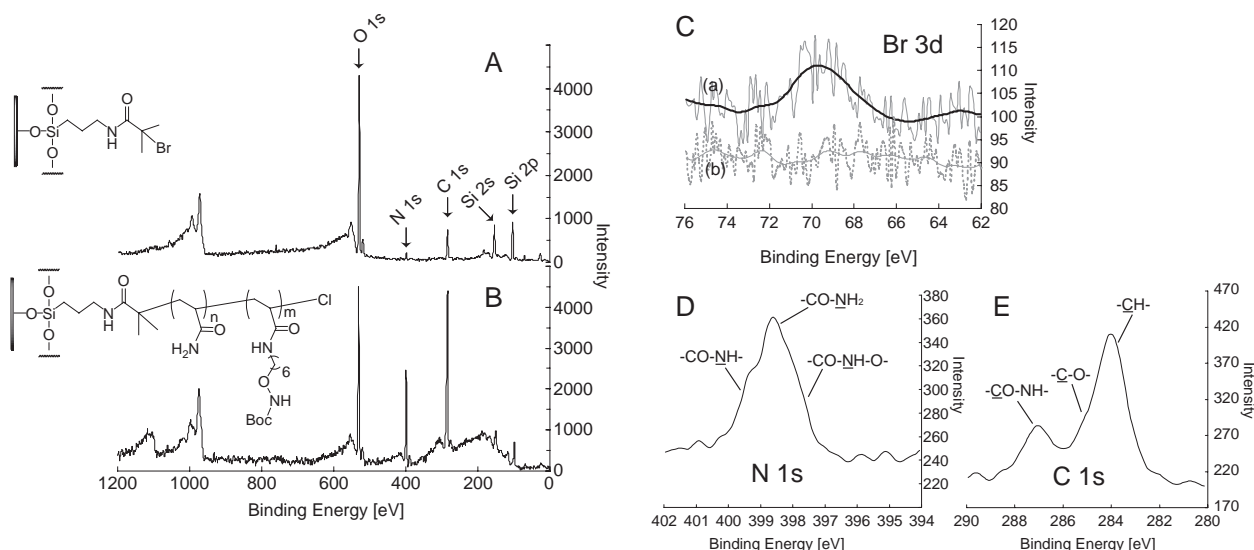 A
O 1s
N 1s
C 1s
Si 2s
Si 2p
O
O
Si
O
N
H
O
Br
4000
3000
2000
1000
0
Intensity
B
O
O
Si
O
N
H
O
n
m
Cl
O
H₂N
O
HN
6
O
NH
Boc
4000
3000
2000
1000
0
1200 1000 800 600 400 200 0
Binding Energy [eV]
C
Br 3d
(a)
(b)
120
115
110
105
100
95
90
85
80
Intensity
76 74 72 70 68 66 64 62
Binding Energy [eV]
D
-CO-NH₂
-CO-NH-
-CO-NH-O-
N 1s
380
360
340
320
300
280
260
240
220
Intensity
402 401 400 399 398 397 396 395 394
Binding Energy [eV]
E
-CH-
-C-O-
-CO-NH-
C 1s
470
420
370
320
270
220
170
Intensity
290 288 286 284 282 280
Binding Energy [eV]